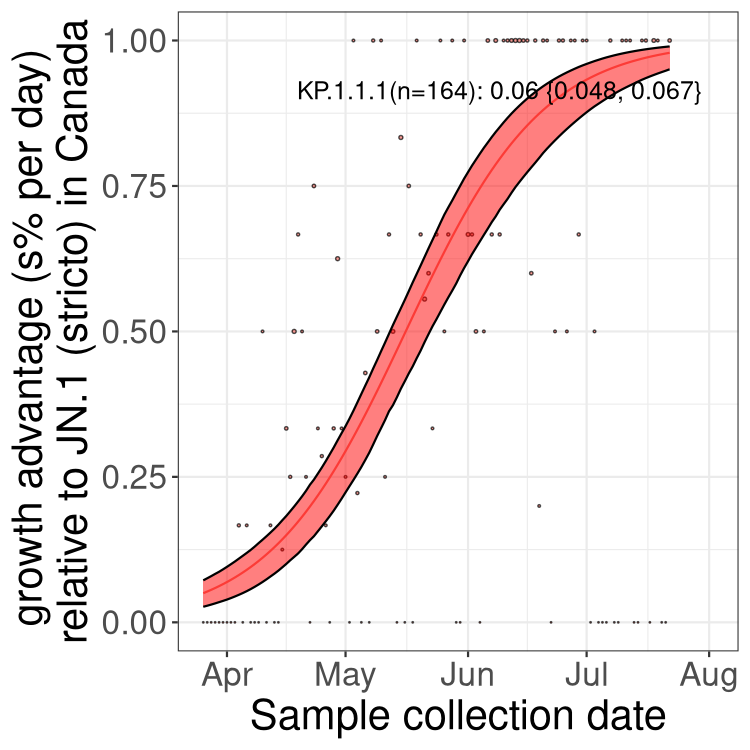 growth advantage (s% per day)
relative to JN.1 (stricto) in Canada
1.00
0.75
0.50
0.25
0.00
KP.1.1.1(n=164): 0.06 {0.048, 0.067}
Apr May Jun Jul Aug
Sample collection date